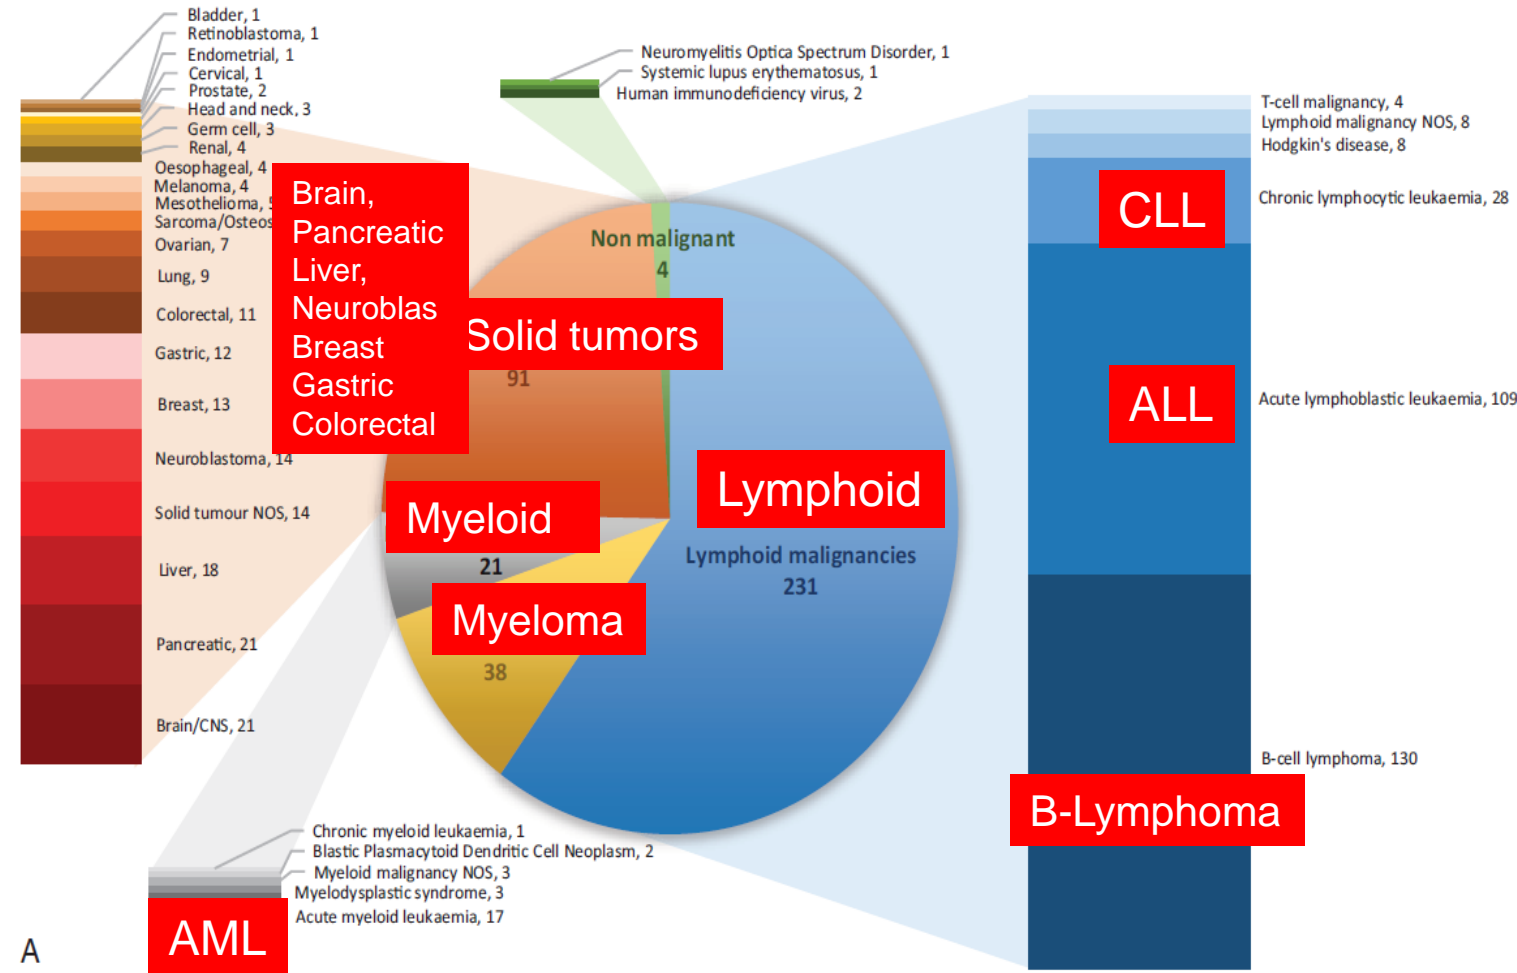 Bladder, 1
Retinoblastoma, 1
Endometrial, 1
Cervical, 1
Prostate, 2
Head and neck, 3
Germ cell, 3
Renal, 4
Oesophageal, 4
Melanoma, 4
Mesothelioma, 5
Sarcoma/Osteos
Ovarian, 7
Lung, 9
Colorectal, 11
Gastric, 12
Breast, 13
Neuroblastoma, 14
Solid tumour NOS, 14
Liver, 18
Pancreatic, 21
Brain/CNS, 21
Brain,
Pancreatic
Liver,
Neuroblas
Breast
Gastric
Colorectal
Neuromyelitis Optica Spectrum Disorder, 1
Systemic lupus erythematosus, 1
Human immunodeficiency virus, 2
Non malignant
4
Solid tumors
91
Myeloid
21
Myeloma
38
Lymphoid
Lymphoid malignancies
231
T-cell malignancy, 4
Lymphoid malignancy NOS, 8
Hodgkin's disease, 8
CLL
Chronic lymphocytic leukaemia, 28
ALL
Acute lymphoblastic leukaemia, 109
B-cell lymphoma, 130
B-Lymphoma
Chronic myeloid leukaemia, 1
Blastic Plasmacytoid Dendritic Cell Neoplasm, 2
Myeloid malignancy NOS, 3
Myelodysplastic syndrome, 3
Acute myeloid leukaemia, 17
AML
A